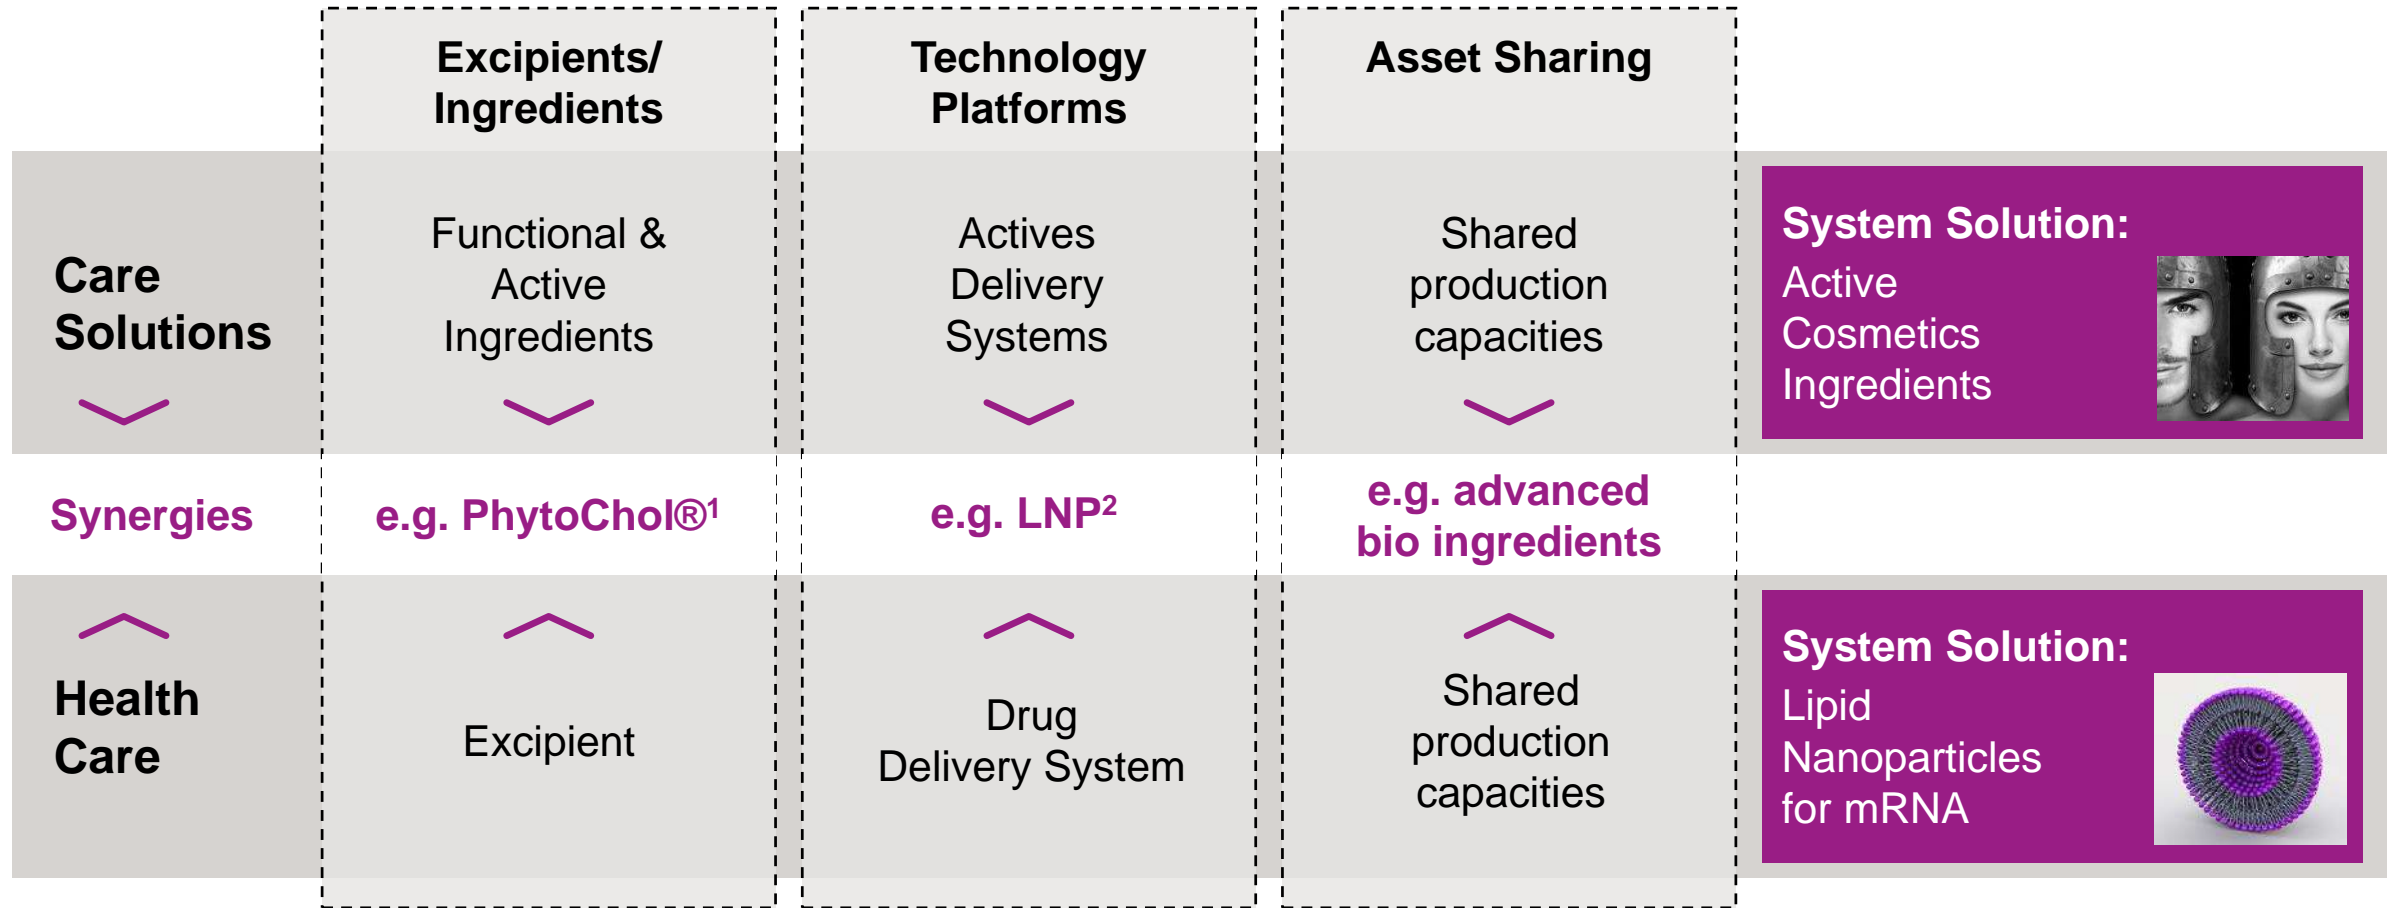 Excipients/
Ingredients
Technology
Platforms
Asset Sharing
Care
Solutions
Functional &
Active
Ingredients
Actives
Delivery
Systems
Shared
production
capacities
System Solution:
Active
Cosmetics
Ingredients
Synergies
e.g. PhytoChol®¹
e.g. LNP²
e.g. advanced
bio ingredients
Health
Care
Excipient
Drug
Delivery System
Shared
production
capacities
System Solution:
Lipid
Nanoparticles
for mRNA